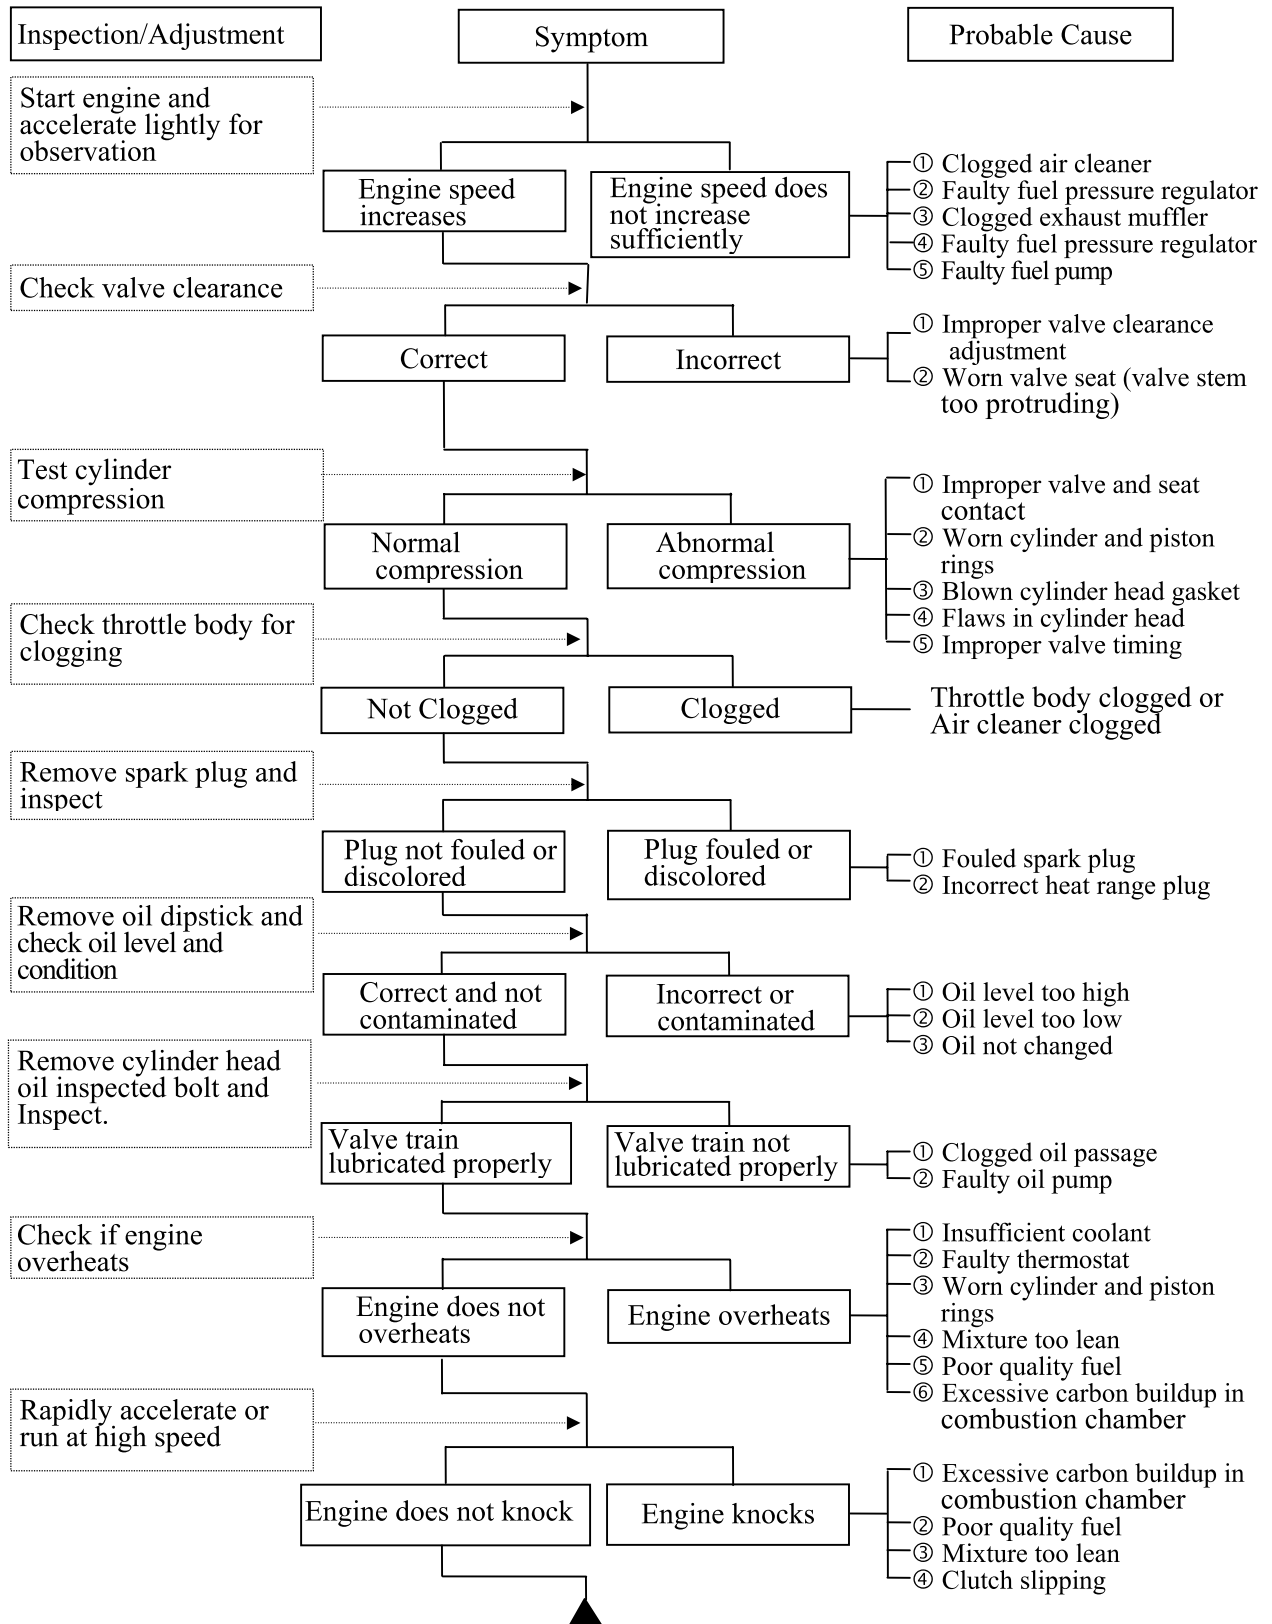 Inspection/Adjustment
Symptom
Probable Cause
Start engine and
accelerate lightly for
observation
Engine speed
increases
Engine speed does
not increase
sufficiently
① Clogged air cleaner
② Faulty fuel pressure regulator
③ Clogged exhaust muffler
④ Faulty fuel pressure regulator
⑤ Faulty fuel pump
Check valve clearance
Correct
Incorrect
① Improper valve clearance
adjustment
② Worn valve seat (valve stem
too protruding)
Test cylinder
compression
Normal
compression
Abnormal
compression
① Improper valve and seat
contact
② Worn cylinder and piston
rings
③ Blown cylinder head gasket
④ Flaws in cylinder head
⑤ Improper valve timing
Check throttle body for
clogging
Not Clogged
Clogged
Throttle body clogged or
Air cleaner clogged
Remove spark plug and
inspect
Plug not fouled or
discolored
Plug fouled or
discolored
① Fouled spark plug
② Incorrect heat range plug
Remove oil dipstick and
check oil level and
condition
Correct and not
contaminated
Incorrect or
contaminated
① Oil level too high
② Oil level too low
③ Oil not changed
Remove cylinder head
oil inspected bolt and
Inspect.
Valve train
lubricated properly
Valve train not
lubricated properly
① Clogged oil passage
② Faulty oil pump
Check if engine
overheats
Engine does not
overheats
Engine overheats
① Insufficient coolant
② Faulty thermostat
③ Worn cylinder and piston
rings
④ Mixture too lean
⑤ Poor quality fuel
⑥ Excessive carbon buildup in
combustion chamber
Rapidly accelerate or
run at high speed
Engine does not knock
Engine knocks
① Excessive carbon buildup in
combustion chamber
② Poor quality fuel
③ Mixture too lean
④ Clutch slipping